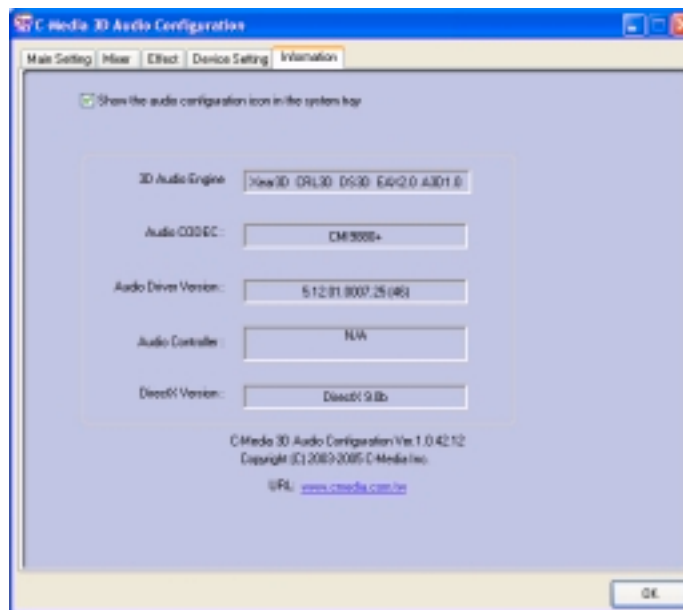 C-Media 3D Audio Configuration
Main Setting Mixer Effect Device Setting Information
Show the audio configuration icon in the system tray
3D Audio Engine Xear3D CRL3D DS3D EAX2.0 A3D1.0
Audio CODEC : CMI9880+
Audio Driver Version : 5.12.01.0007.25 (46)
Audio Controller : N/A
DirectX Version : DirectX 9.0b
C-Media 3D Audio Configuration Ver.1.0.42.12
Copyright (C) 2003-2005 C-Media Inc.
URL: www.cmedia.com.tw
OK